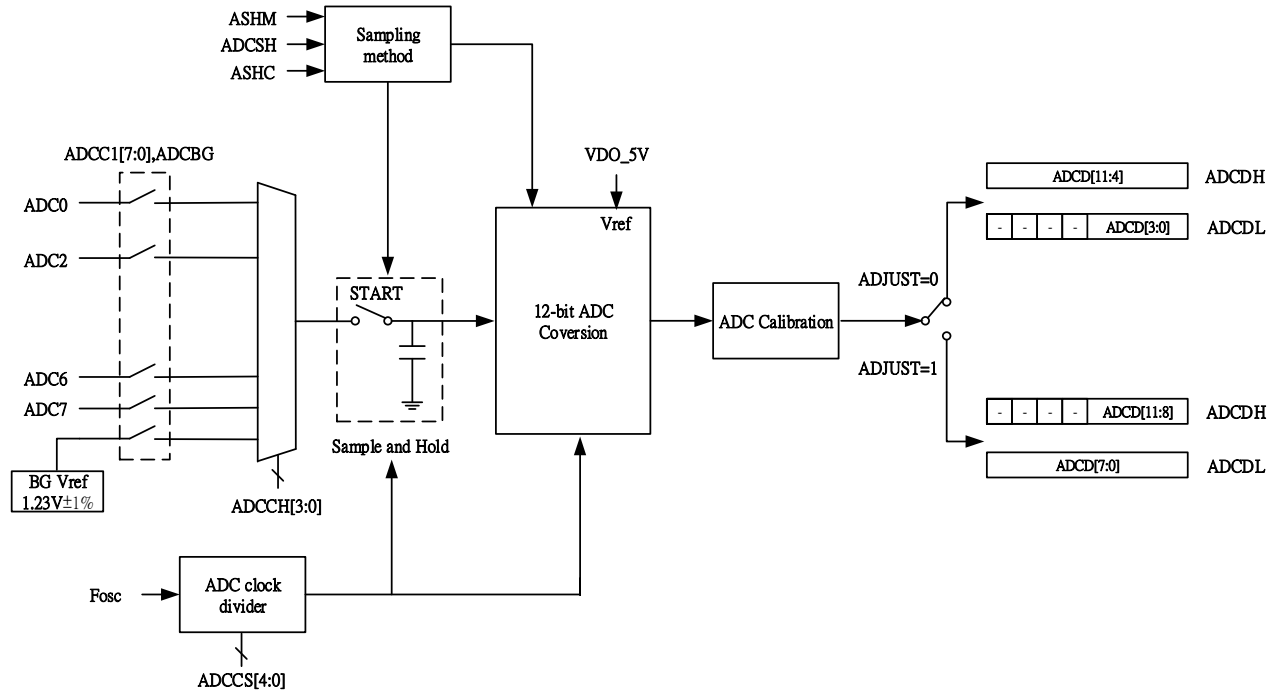 ASHM
ADCSH
ASHC
Sampling
method
ADCC1[7:0],ADCBG
ADC0
ADC2
ADC6
ADC7
BG Vref
1.23V±1%
ADCCH[3:0]
START
Sample and Hold
VDO_5V
Vref
12-bit ADC
Coversion
ADC Calibration
ADJUST=0
ADJUST=1
ADCD[11:4]
ADCDH
- - - - ADCD[3:0]
ADCDL
- - - - ADCD[11:8]
ADCDH
ADCD[7:0]
ADCDL
Fosc
ADC clock
divider
ADCCS[4:0]